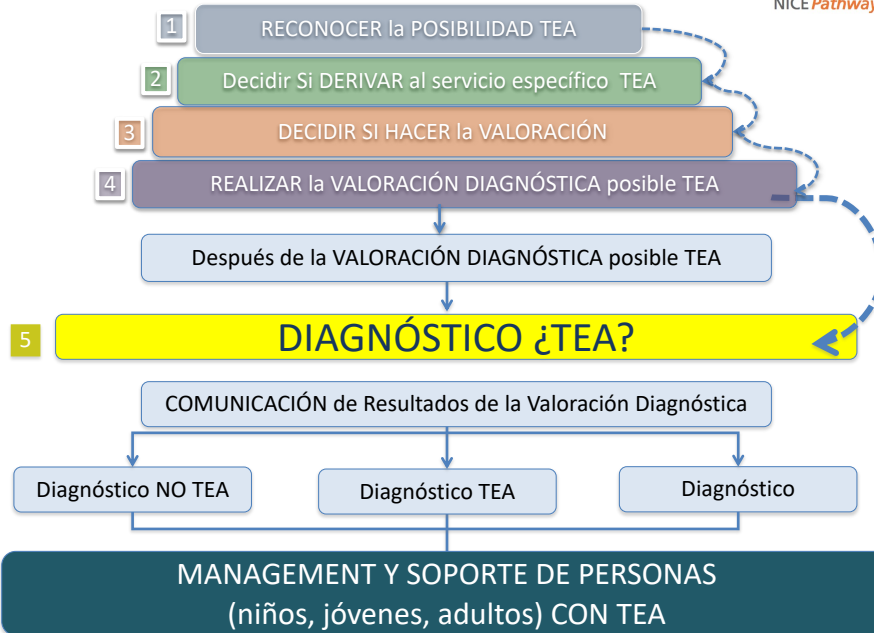 NICE Pathway
1 RECONOCER la POSIBILIDAD TEA
2 Decidir Si DERIVAR al servicio específico TEA
3 DECIDIR SI HACER la VALORACIÓN
4 REALIZAR la VALORACIÓN DIAGNÓSTICA posible TEA
Después de la VALORACIÓN DIAGNÓSTICA posible TEA
5 DIAGNÓSTICO ¿TEA?
COMUNICACIÓN de Resultados de la Valoración Diagnóstica
Diagnóstico NO TEA
Diagnóstico TEA
Diagnóstico
MANAGEMENT Y SOPORTE DE PERSONAS
(niños, jóvenes, adultos) CON TEA